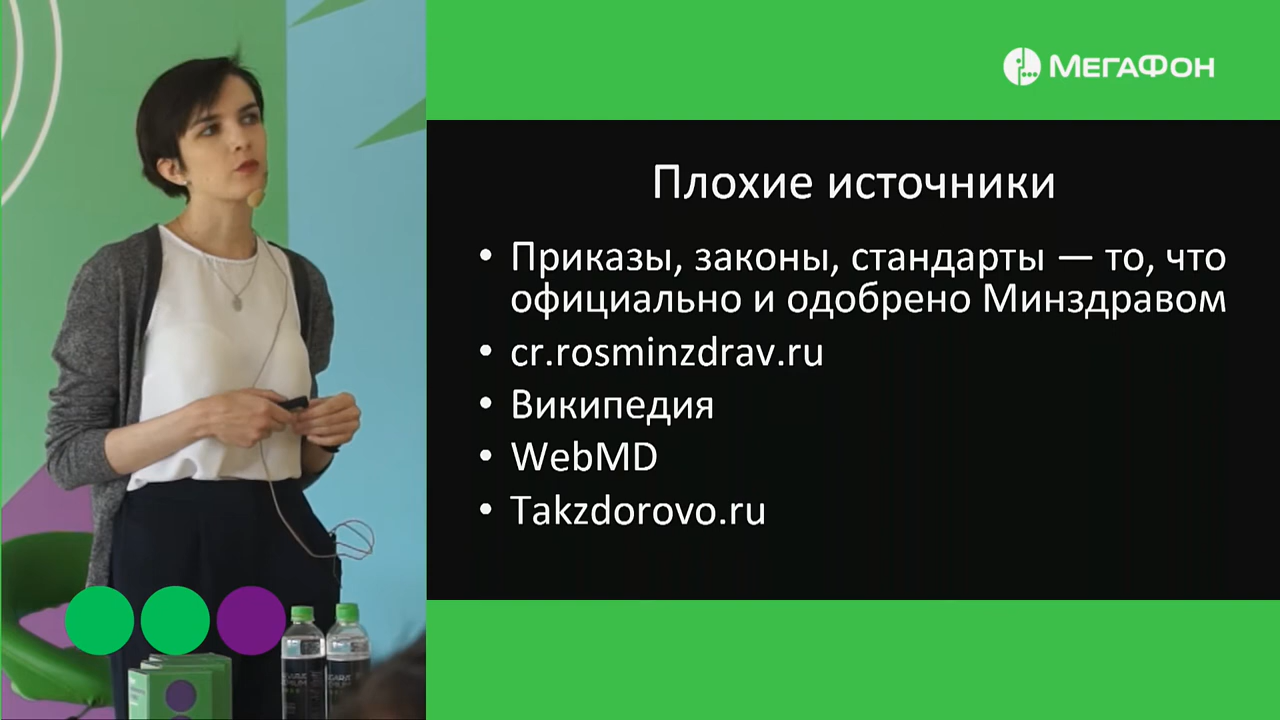 МЕГАФОН
Плохие источники
• Приказы, законы, стандарты — то, что
официально и одобрено Минздравом
• cr.rosminzdrav.ru
• Википедия
• WebMD
• Takzdorovo.ru